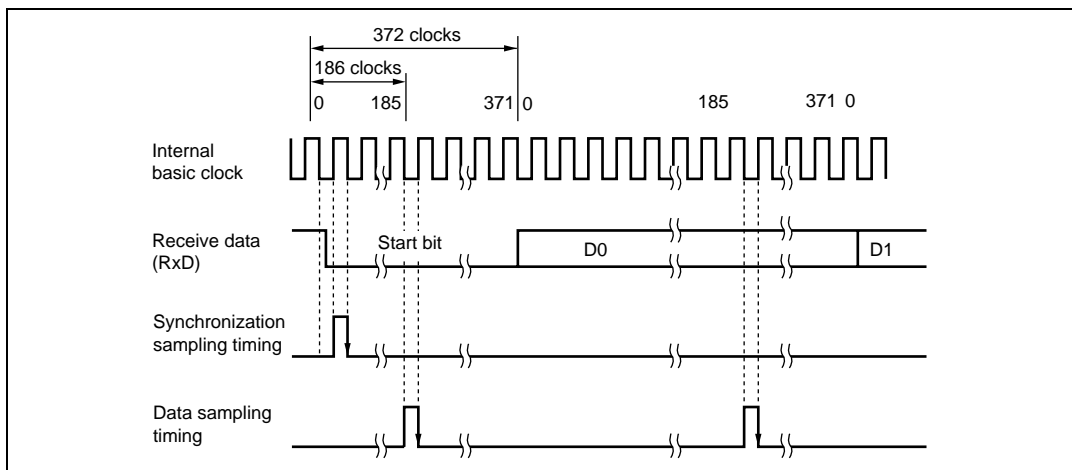 372 clocks
186 clocks
0 185 371 0 185 371 0
Internal
basic clock
Receive data
(RxD)
Start bit D0 D1
Synchronization
sampling timing
Data sampling
timing